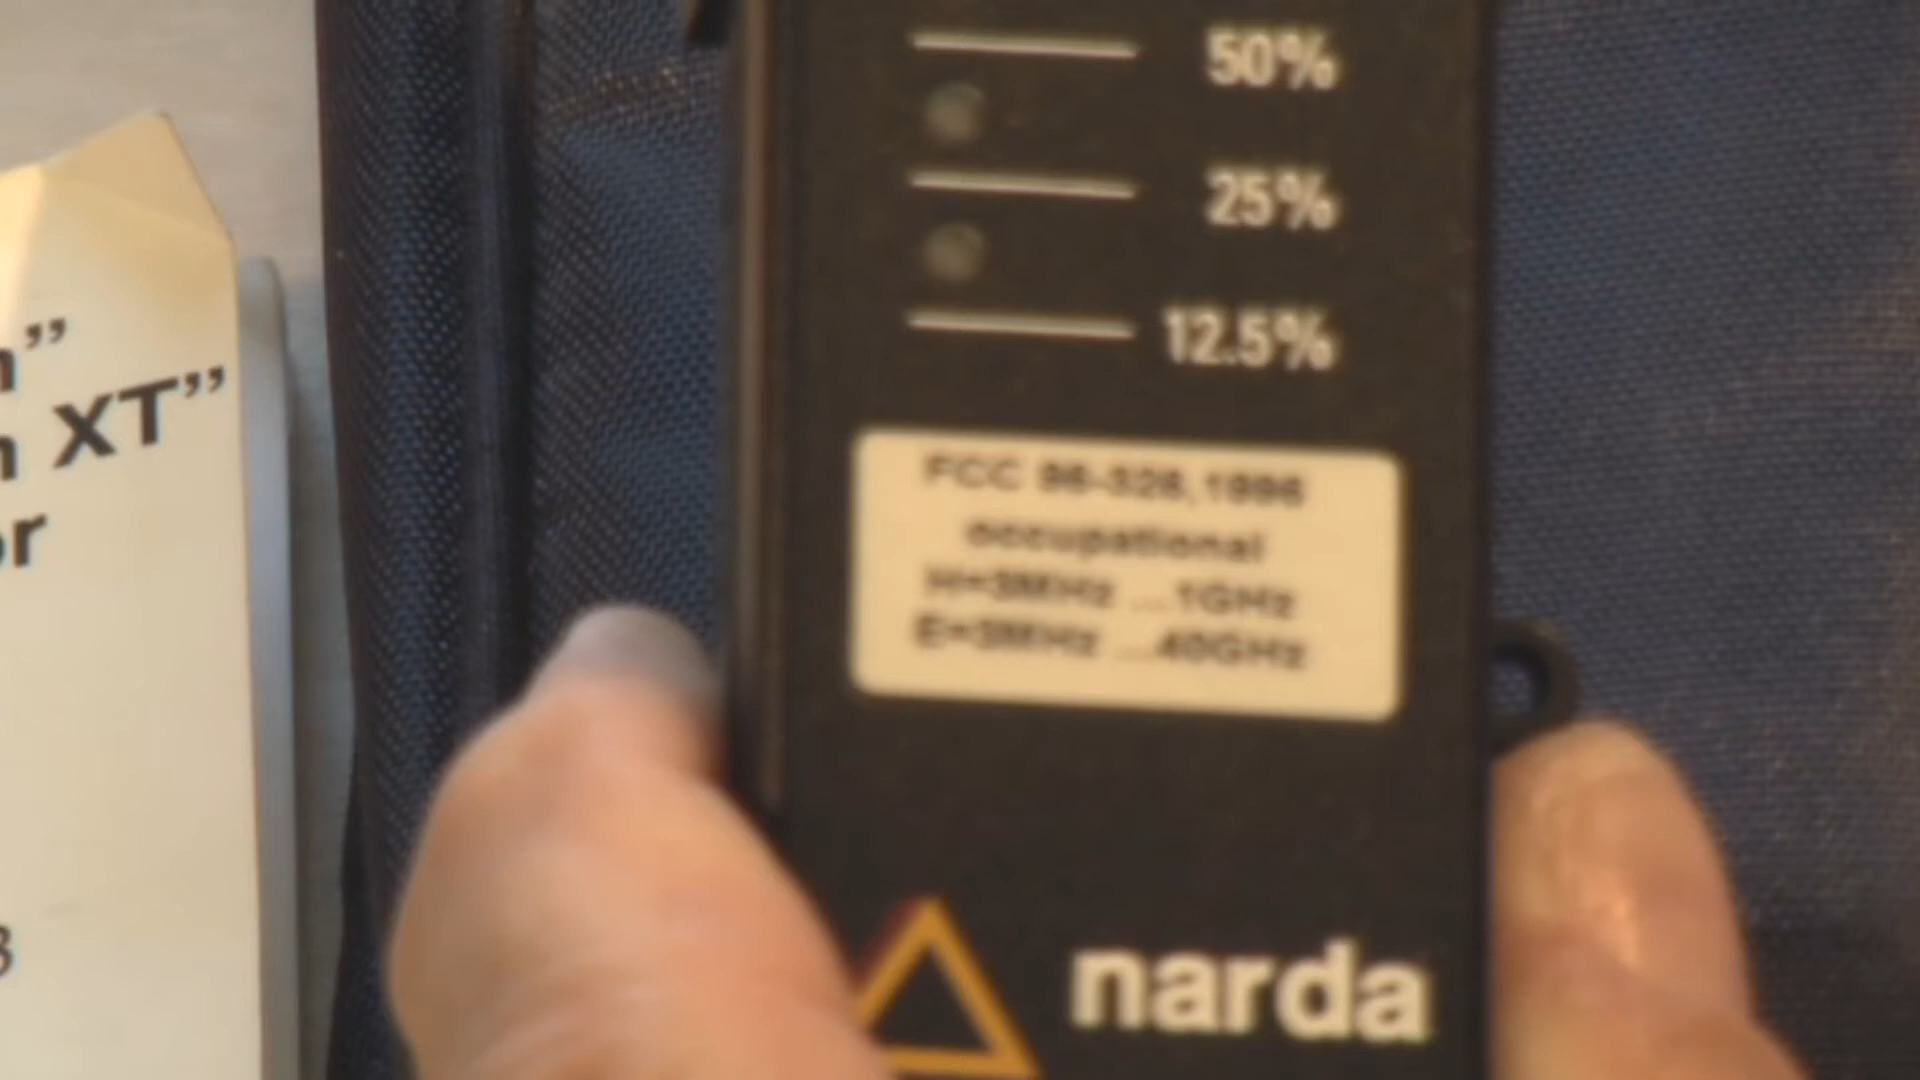 ”
XT”
or
50%
25%
12.5%
FCC 96-326,1996
occupational
H=3MHz ...1GHz
E=3MHz ...40GHz
narda